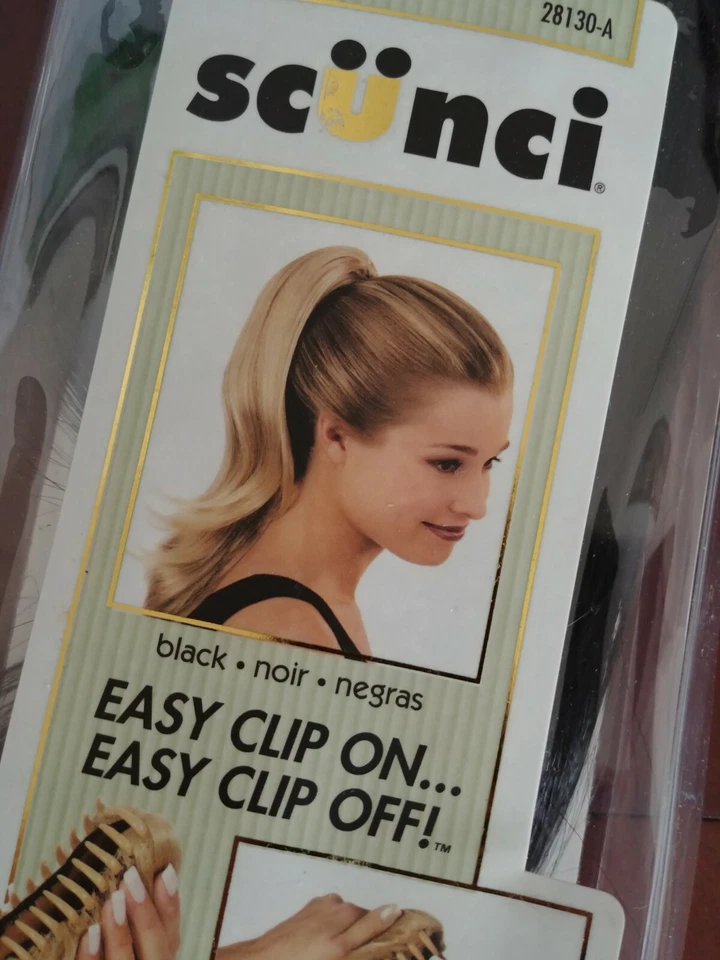 28130-A
scünci®
black • noir • negras
EASY CLIP ON...
EASY CLIP OFF!™